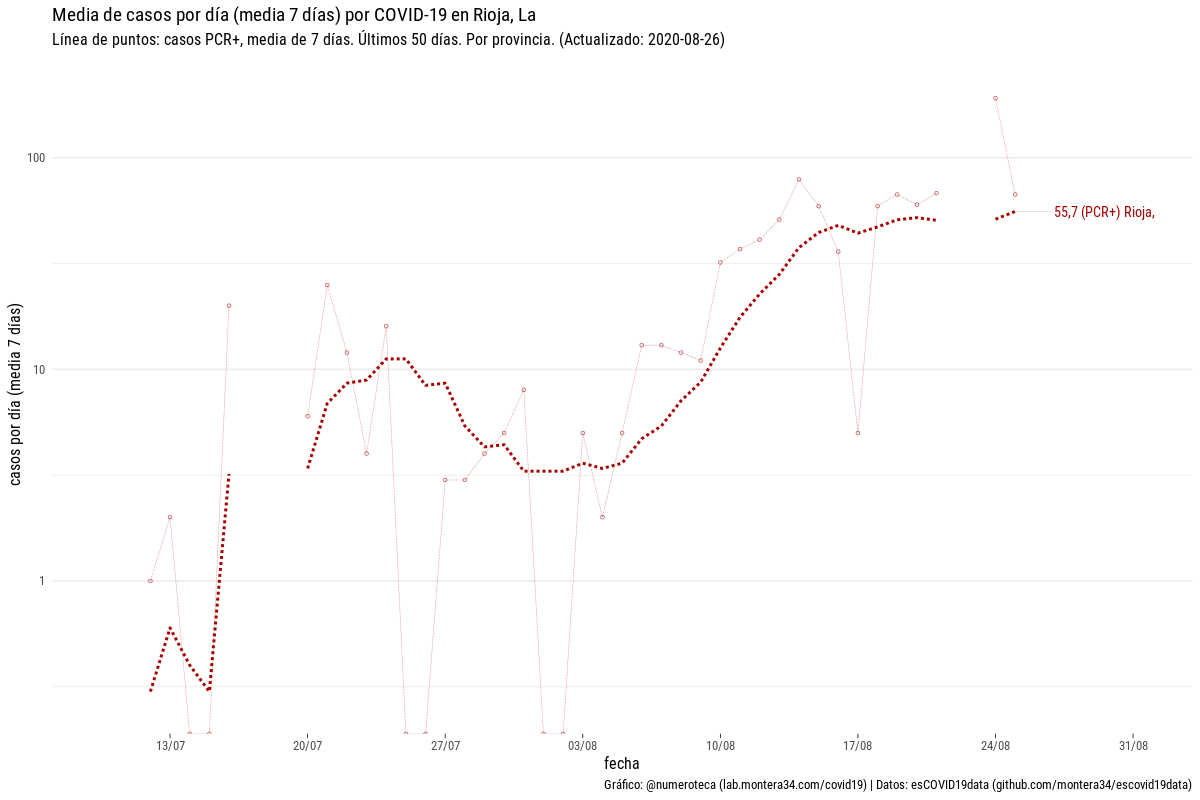 Media de casos por día (media 7 días) por COVID-19 en Rioja, La
Línea de puntos: casos PCR+, media de 7 días. Últimos 50 días. Por provincia. (Actualizado: 2020-08-26)
casos por día (media 7 días)
100
10
1
55,7 (PCR+) Rioja,
13/07 20/07 27/07 03/08 10/08 17/08 24/08 31/08
fecha
Gráfico: @numeroteca (lab.montera34.com/covid19) | Datos: esCOVID19data (github.com/montera34/escovid19data)